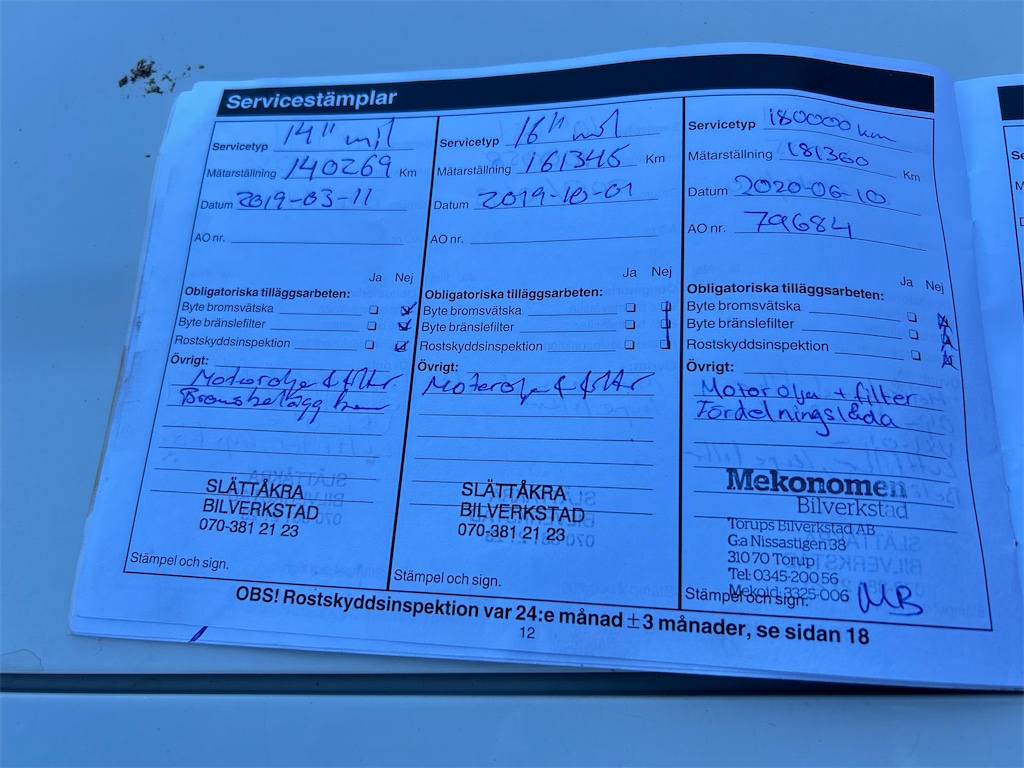 Servicestämplar
Servicetyp 14" mil
Mätarställning 140269 Km
Datum 2019-03-11
AO nr.
Ja Nej
Obligatoriska tilläggsarbeten:
Byte bromsvätska
Byte bränslefilter
Rostskyddsinspektion
Övrigt:
Motorolja & filter
Bromsbelägg
SLÄTTÅKRA
BILVERKSTAD
070-381 21 23
Stämpel och sign.
Servicetyp 16" mil
Mätarställning 161345 Km
Datum 2019-10-01
AO nr.
Ja Nej
Obligatoriska tilläggsarbeten:
Byte bromsvätska
Byte bränslefilter
Rostskyddsinspektion
Övrigt:
Motorolja & filter
SLÄTTÅKRA
BILVERKSTAD
070-381 21 23
Stämpel och sign.
Servicetyp 180000 km
Mätarställning 181360 Km
Datum 2020-06-10
AO nr. 79684
Ja Nej
Obligatoriska tilläggsarbeten:
Byte bromsvätska
Byte bränslefilter
Rostskyddsinspektion
Övrigt:
Motorolja + filter
Fördelningslåda
Mekonomen
Bilverkstad
Torups Bilverkstad AB
G:a Nissastigen 38
310 70 Torup
Tel: 0345-200 56
Mekoid: 3325-006
Stämpel och sign. MB
OBS! Rostskyddsinspektion var 24:e månad ±3 månader, se sidan 18
12